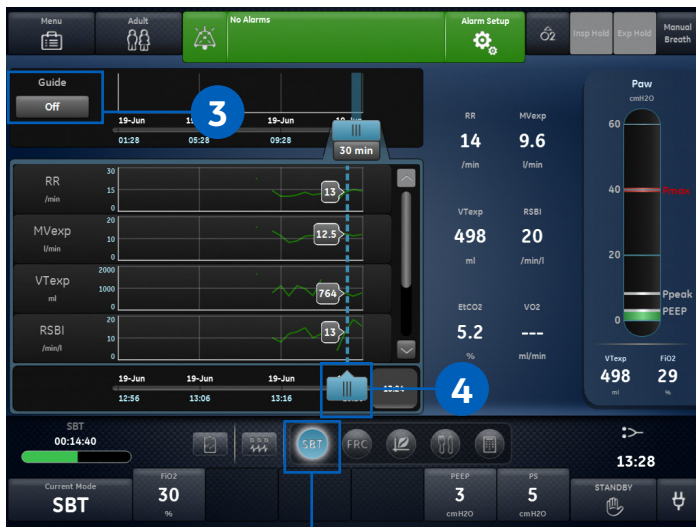 Menu
Adult
No Alarms
Alarm Setup
O2
Insp Hold
Exp Hold
Manual
Breath
Guide
Off
3
19-Jun
19-Jun
19-Jun
01:28
05:28
09:28
30 min
RR
/min
30
15
0
13
MVexp
l/min
20
10
0
12.5
VTexp
ml
2000
1000
0
764
RSBI
/min/l
20
10
0
13
19-Jun
19-Jun
19-Jun
12:56
13:06
13:16
4
RR
14
/min
MVexp
9.6
l/min
VTexp
498
ml
RSBI
20
/min/l
EtCO2
5.2
%
VO2
---
ml/min
Paw
cmH2O
60
40
Pmax
20
Ppeak
PEEP
0
VTexp
498
ml
FiO2
29
%
SBT
00:14:40
SBT
FRC
13:28
Current Mode
SBT
FiO2
30
%
PEEP
3
cmH2O
PS
5
cmH2O
STANDBY